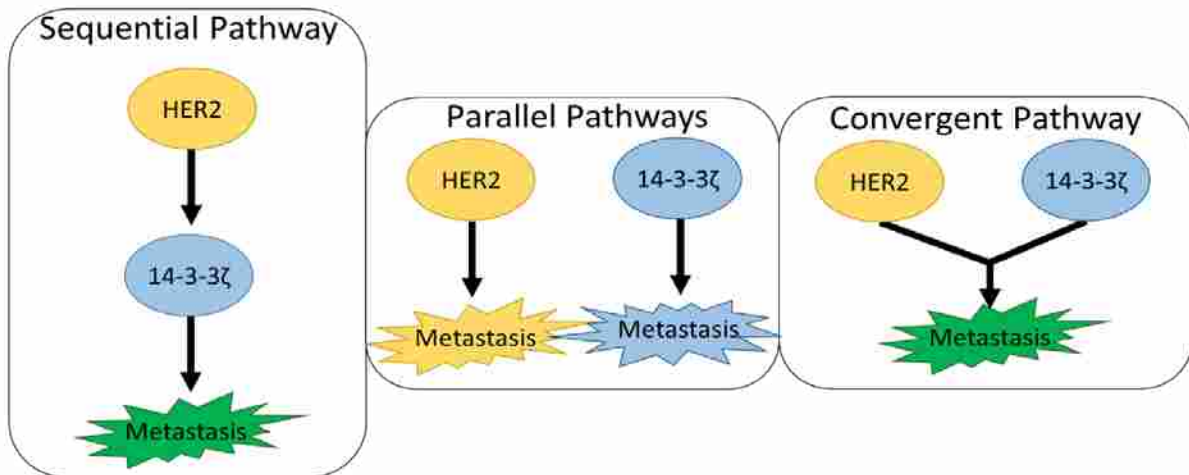 Sequential Pathway
HER2
14-3-3ζ
Metastasis
Parallel Pathways
HER2
14-3-3ζ
Metastasis
Metastasis
Convergent Pathway
HER2
14-3-3ζ
Metastasis